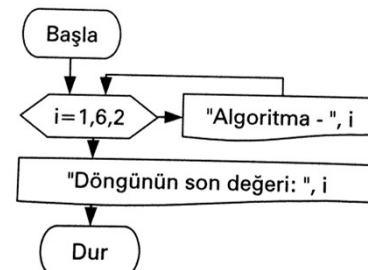 Başla
i=1,6,2
"Algoritma - ", i
"Döngünün son değeri: ", i
Dur